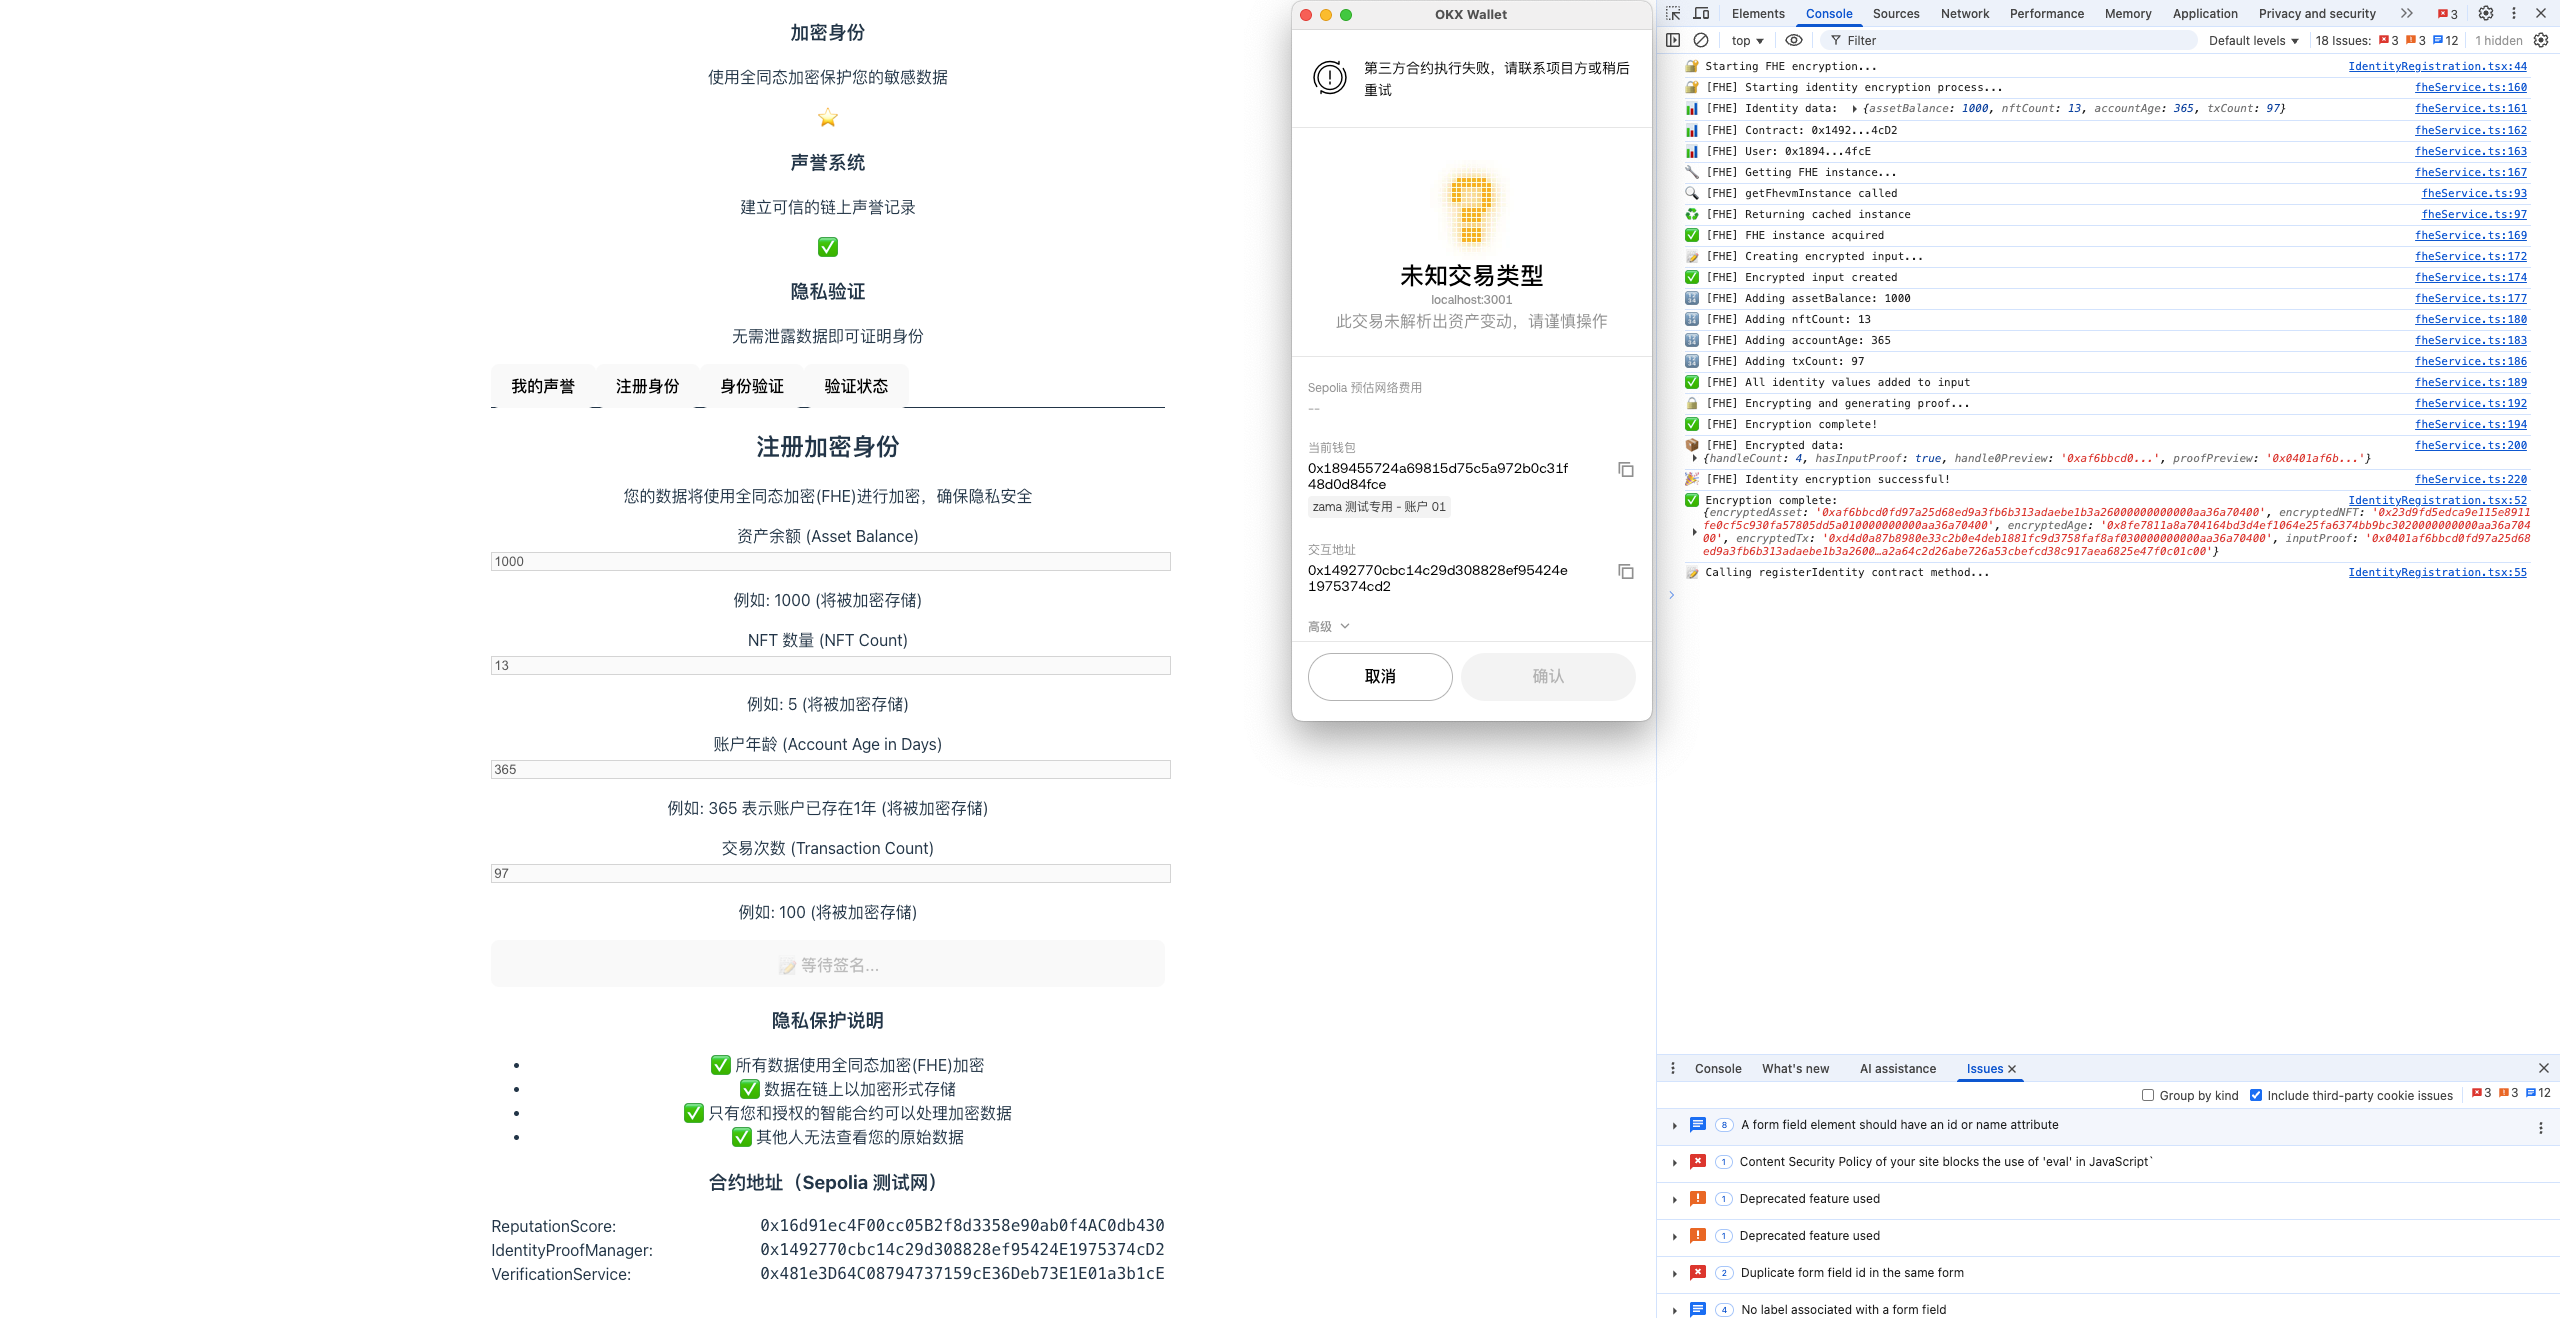 加密身份
使用全同态加密保护您的敏感数据
⭐
声誉系统
建立可信的链上声誉记录
✅
隐私验证
无需泄露数据即可证明身份
我的声誉 注册身份 身份验证 验证状态
注册加密身份
您的数据将使用全同态加密(FHE)进行加密，确保隐私安全
资产余额 (Asset Balance)
1000
例如: 1000 (将被加密存储)
NFT 数量 (NFT Count)
13
例如: 5 (将被加密存储)
账户年龄 (Account Age in Days)
365
例如: 365 表示账户已存在1年 (将被加密存储)
交易次数 (Transaction Count)
97
例如: 100 (将被加密存储)
📝 等待签名...
隐私保护说明
• ✅ 所有数据使用全同态加密(FHE)加密
• ✅ 数据在链上以加密形式存储
• ✅ 只有您和授权的智能合约可以处理加密数据
• ✅ 其他人无法查看您的原始数据
合约地址（Sepolia 测试网）
ReputationScore: 0x16d91ec4F00cc05B2f8d3358e90ab0f4AC0db430
IdentityProofManager: 0x1492770cbc14c29d308828ef95424E1975374cD2
VerificationService: 0x481e3D64C08794737159cE36Deb73E1E01a3b1cE
OKX Wallet
第三方合约执行失败，请联系项目方或稍后
重试
未知交易类型
localhost:3001
此交易未解析出资产变动，请谨慎操作
Sepolia 预估网络费用
--
当前钱包
0x189455724a69815d75c5a972b0c31f
48d0d84fce
zama 测试专用 - 账户 01
交互地址
0x1492770cbc14c29d308828ef95424e
1975374cd2
高级
取消 确认
Elements Console Sources Network Performance Memory Application Privacy and security 3
top Filter Default levels 18 Issues: 3 3 12 1 hidden
🔐 Starting FHE encryption... IdentityRegistration.tsx:44
🔐 [FHE] Starting identity encryption process... fheService.ts:160
📊 [FHE] Identity data: {assetBalance: 1000, nftCount: 13, accountAge: 365, txCount: 97} fheService.ts:161
📊 [FHE] Contract: 0x1492...4cD2 fheService.ts:162
📊 [FHE] User: 0x1894...4fcE fheService.ts:163
🔧 [FHE] Getting FHE instance... fheService.ts:167
🔍 [FHE] getFhevmInstance called fheService.ts:93
♻️ [FHE] Returning cached instance fheService.ts:97
✅ [FHE] FHE instance acquired fheService.ts:169
📝 [FHE] Creating encrypted input... fheService.ts:172
✅ [FHE] Encrypted input created fheService.ts:174
🔢 [FHE] Adding assetBalance: 1000 fheService.ts:177
🔢 [FHE] Adding nftCount: 13 fheService.ts:180
🔢 [FHE] Adding accountAge: 365 fheService.ts:183
🔢 [FHE] Adding txCount: 97 fheService.ts:186
✅ [FHE] All identity values added to input fheService.ts:189
🔒 [FHE] Encrypting and generating proof... fheService.ts:192
✅ [FHE] Encryption complete! fheService.ts:194
📦 [FHE] Encrypted data: fheService.ts:200
{handleCount: 4, hasInputProof: true, handle0Preview: '0xaf6bbcd0...', proofPreview: '0x0401af6b...'}
🎉 [FHE] Identity encryption successful! fheService.ts:220
✅ Encryption complete: IdentityRegistration.tsx:52
{encryptedAsset: '0xaf6bbcd0fd97a25d68ed9a3fb6b313adaebe1b3a26000000000000aa36a70400', encryptedNFT: '0x23d9fd5edca9e115e8911
fe0cf5c930fa57805dd5a010000000000aa36a70400', encryptedAge: '0x8fe7811a8a704164bd3d4ef1064e25fa6374bb9bc3020000000000aa36a704
00', encryptedTx: '0xd4d0a87b8980e33c2b0e4deb1881fc9d3758faf8af030000000000aa36a70400', inputProof: '0x0401af6bbcd0fd97a25d68
ed9a3fb6b313adaebe1b3a2600…a2a64c2d26abe726a53cbefcd38c917aea6825e47f0c01c00'}
📝 Calling registerIdentity contract method... IdentityRegistration.tsx:55
Console What's new AI assistance Issues
Group by kind Include third-party cookie issues 3 3 12
8 A form field element should have an id or name attribute
1 Content Security Policy of your site blocks the use of 'eval' in JavaScript`
1 Deprecated feature used
1 Deprecated feature used
2 Duplicate form field id in the same form
4 No label associated with a form field